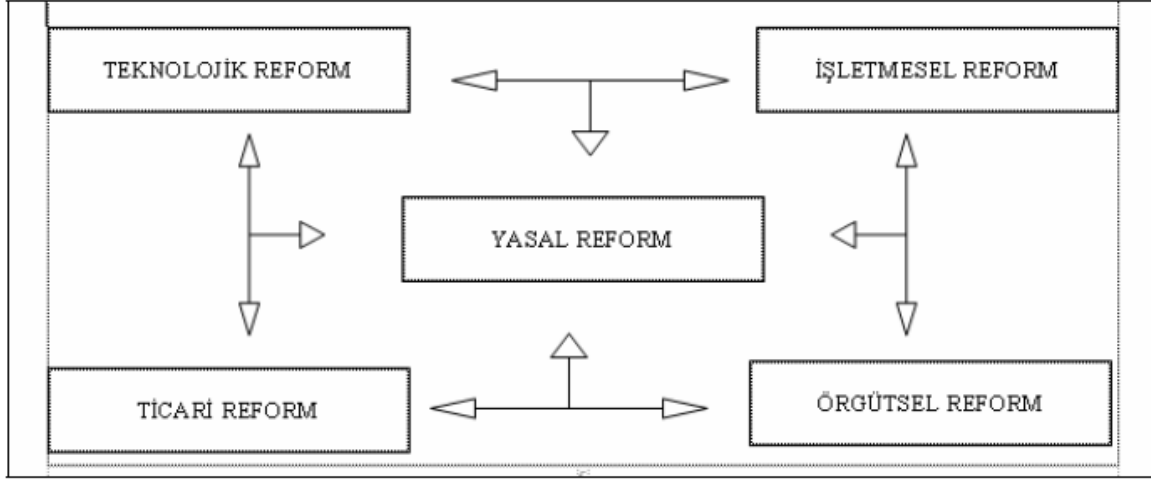 TEKNOLOJİK REFORM
İŞLETMESEL REFORM
YASAL REFORM
TİCARİ REFORM
ÖRGÜTSEL REFORM